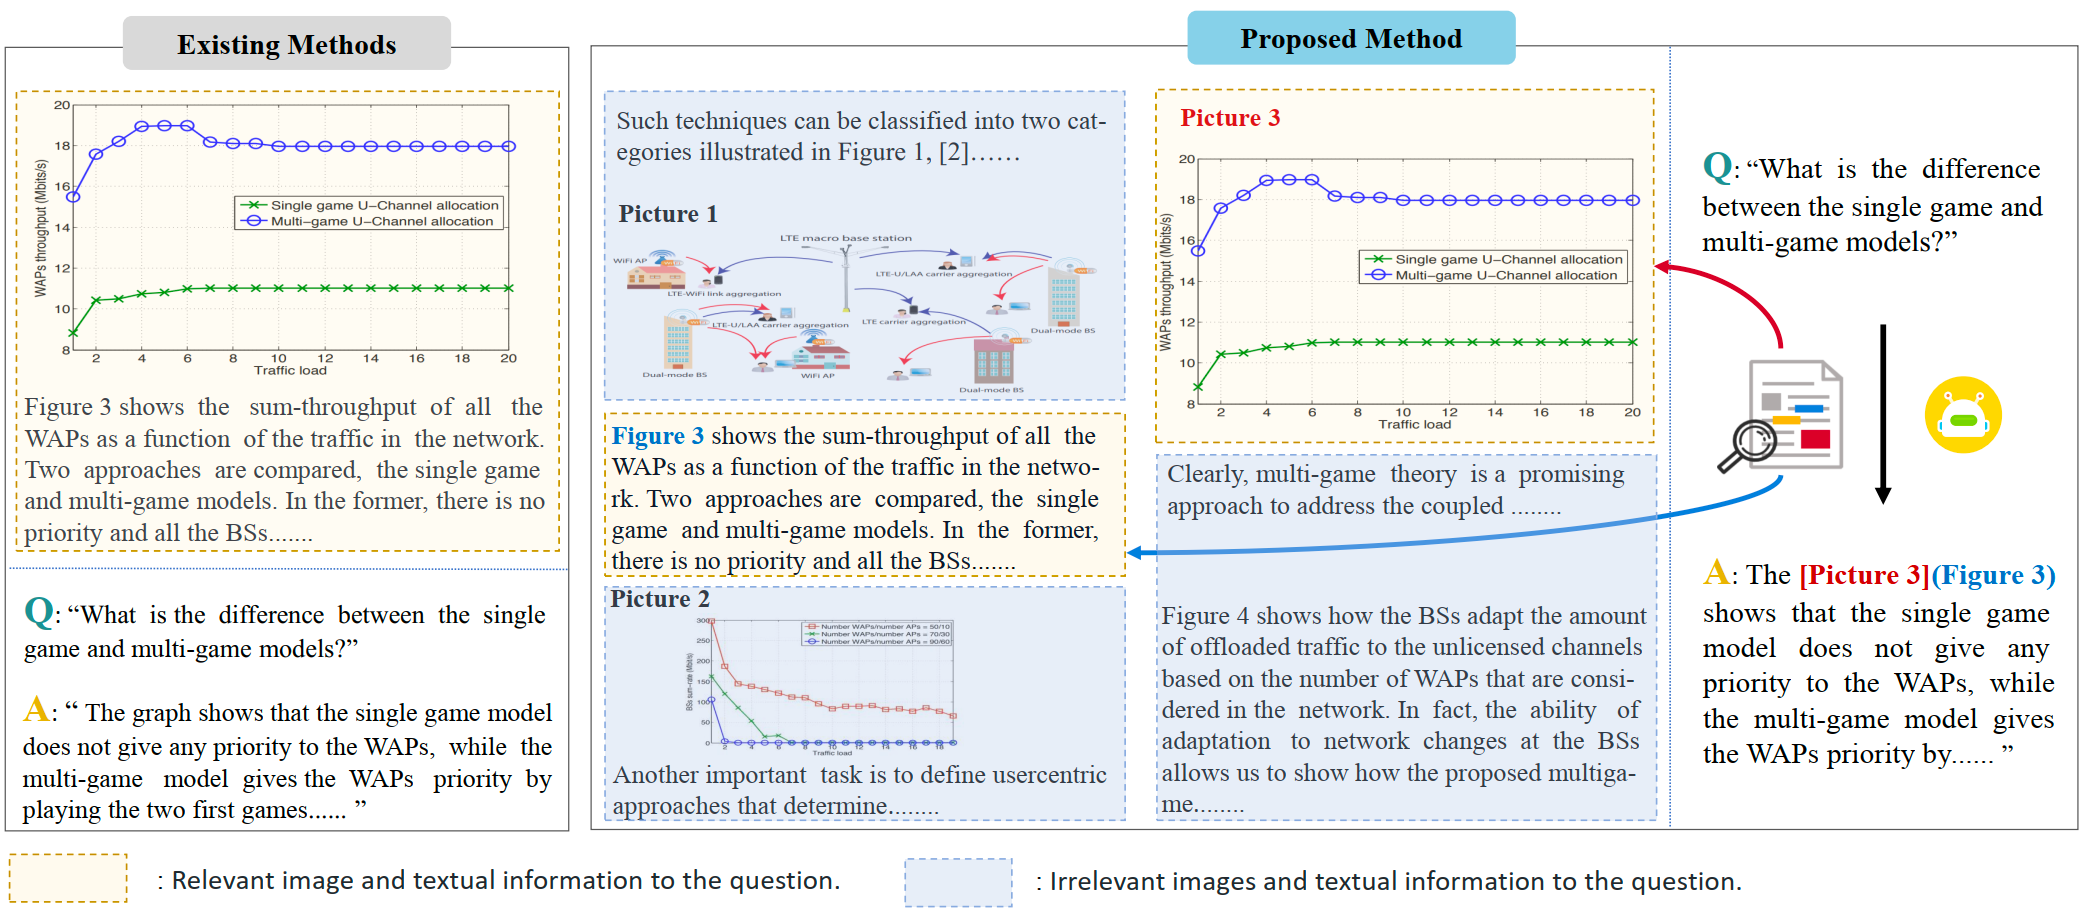 Existing Methods
20
18
16
14
12
10
8
2
4
6
8
10
12
14
16
18
20
WAPs throughput (Mbits/s)
Single game U-Channel allocation
Multi-game U-Channel allocation
Traffic load
Figure 3 shows the sum-throughput of all the
WAPs as a function of the traffic in the network.
Two approaches are compared, the single game
and multi-game models. In the former, there is no
priority and all the BSs.......
Q: “What is the difference between the single
game and multi-game models?”
A: “ The graph shows that the single game model
does not give any priority to the WAPs, while the
multi-game model gives the WAPs priority by
playing the two first games...... ”
Proposed Method
Such techniques can be classified into two cat-
egories illustrated in Figure 1, [2]......
Picture 1
LTE macro base station
WiFi AP
LTE-U/LAA carrier aggregation
LTE-WiFi link aggregation
LTE-U/LAA carrier aggregation
LTE carrier aggregation
Dual-mode BS
Dual-mode BS
WiFi AP
Dual-mode BS
Figure 3 shows the sum-throughput of all the
WAPs as a function of the traffic in the netwo-
rk. Two approaches are compared, the single
game and multi-game models. In the former,
there is no priority and all the BSs.......
Picture 2
300
200
150
100
50
0
2
4
6
8
10
12
14
16
18
BSs sum-rate (Mbit/s)
Number WAPs/number APs = 50/10
Number WAPs/number APs = 70/30
Number WAPs/number APs = 90/60
Traffic load
Another important task is to define usercentric
approaches that determine........
Picture 3
20
18
16
14
12
10
8
2
4
6
8
10
12
14
16
18
20
WAPs throughput (Mbits/s)
Single game U-Channel allocation
Multi-game U-Channel allocation
Traffic load
Clearly, multi-game theory is a promising
approach to address the coupled ........
Figure 4 shows how the BSs adapt the amount
of offloaded traffic to the unlicensed channels
based on the number of WAPs that are consi-
dered in the network. In fact, the ability of
adaptation to network changes at the BSs
allows us to show how the proposed multiga-
me........
Q: “What is the difference
between the single game and
multi-game models?”
A: The [Picture 3](Figure 3)
shows that the single game
model does not give any
priority to the WAPs, while
the multi-game model gives
the WAPs priority by...... ”
: Relevant image and textual information to the question.
: Irrelevant images and textual information to the question.